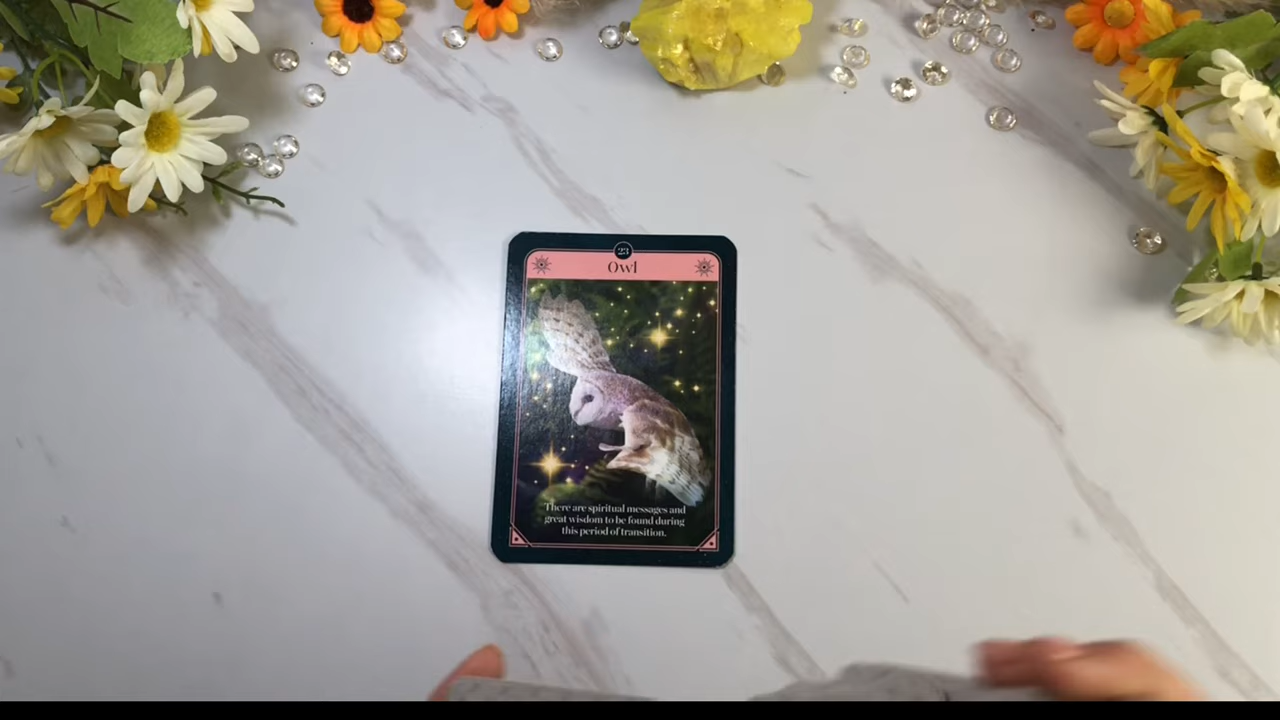 23
Owl
There are spiritual messages and
great wisdom to be found during
this period of transition.